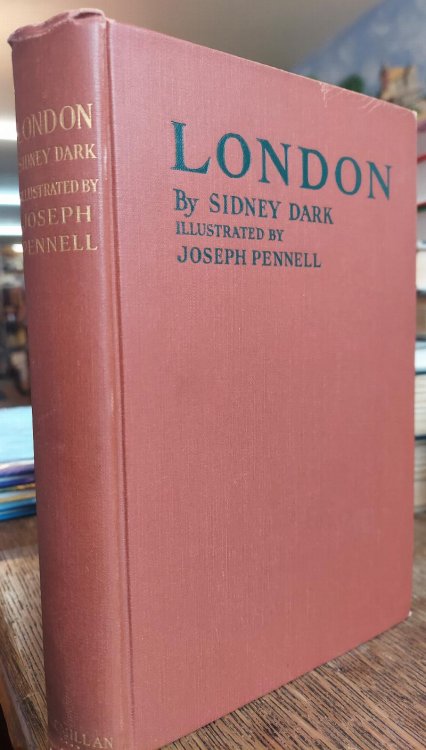 LONDON
SIDNEY DARK
ILLUSTRATED BY
JOSEPH
PENNELL
LONDON
By SIDNEY DARK
ILLUSTRATED BY
JOSEPH PENNELL